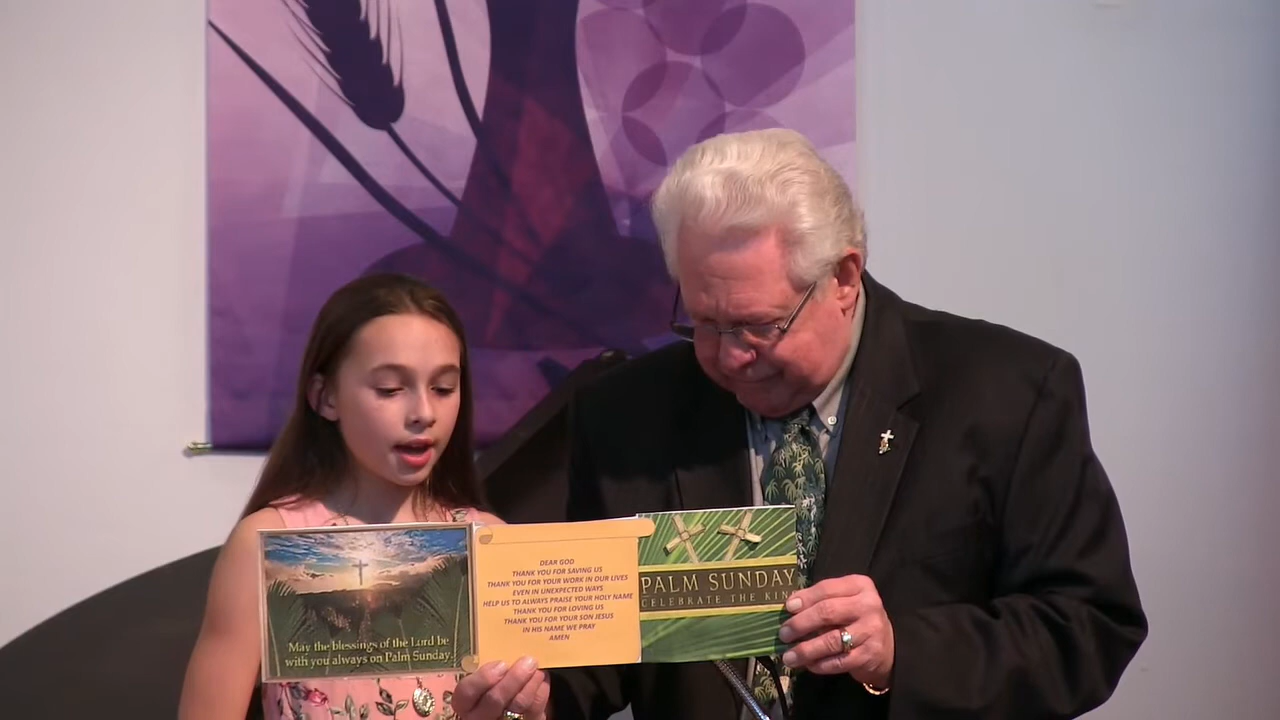 May the blessings of the Lord be
with you always on Palm Sunday.
DEAR GOD
THANK YOU FOR SAVING US
THANK YOU FOR YOUR WORK IN OUR LIVES
EVEN IN UNEXPECTED WAYS
HELP US TO ALWAYS PRAISE YOUR HOLY NAME
THANK YOU FOR LOVING US
THANK YOU FOR YOUR SON JESUS
IN HIS NAME WE PRAY
AMEN
PALM SUNDAY
CELEBRATE THE KIN